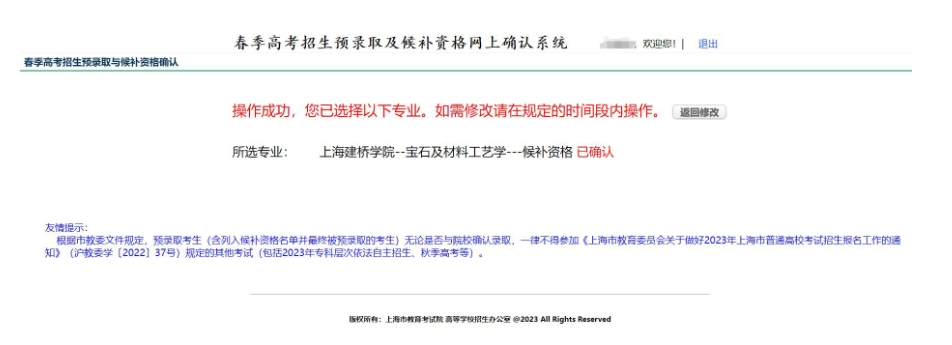 春季高考招生预录取及候补资格网上确认系统 欢迎您! | 退出
春季高考招生预录取与候补资格确认
操作成功，您已选择以下专业。如需修改请在规定的时间段内操作。 返回修改
所选专业： 上海建桥学院--宝石及材料工艺学---候补资格 已确认
友情提示：
根据市教委文件规定，预录取考生（含列入候补资格名单并最终被预录取的考生）无论是否与院校确认录取，一律不得参加《上海市教育委员会关于做好2023年上海市普通高校考试招生报名工作的通
知》（沪教委学［2022］37号）规定的其他考试（包括2023年专科层次依法自主招生、秋季高考等）。
版权所有：上海市教育考试院 高等学校招生办公室 @2023 All Rights Reserved